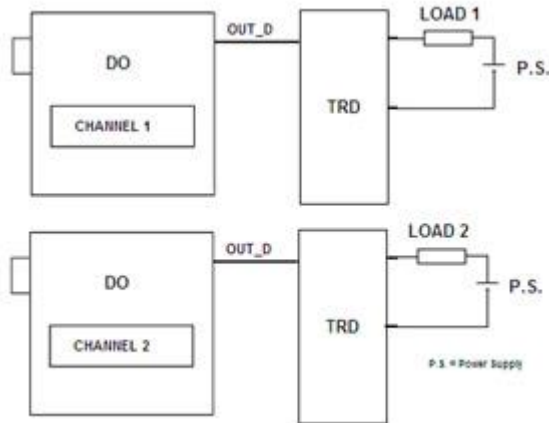 LOAD 1
OUT_D
DO
P.S.
TRD
CHANNEL 1
LOAD 2
OUT_D
DO
P.S.
TRD
CHANNEL 2
P.S. = Power Supply